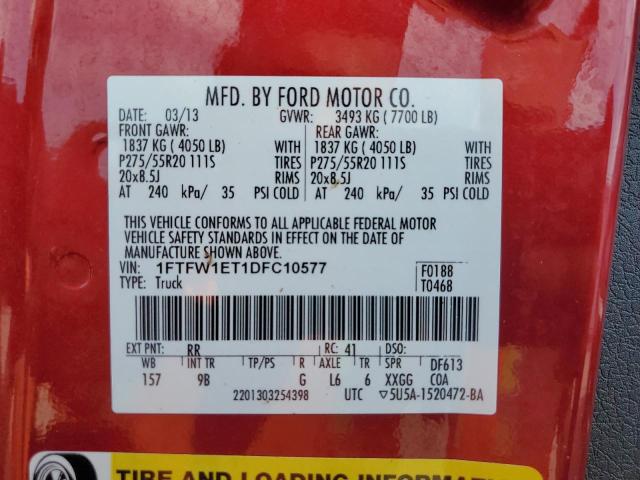 MFD. BY FORD MOTOR CO.
DATE: 03/13 GVWR: 3493 KG ( 7700 LB)
FRONT GAWR: REAR GAWR:
1837 KG ( 4050 LB) WITH 1837 KG ( 4050 LB) WITH
P275/55R20 111S TIRES P275/55R20 111S TIRES
20x8.5J RIMS 20x8.5J RIMS
AT 240 kPa/ 35 PSI COLD AT 240 kPa/ 35 PSI COLD
THIS VEHICLE CONFORMS TO ALL APPLICABLE FEDERAL MOTOR
VEHICLE SAFETY STANDARDS IN EFFECT ON THE DATE OF
MANUFACTURE SHOWN ABOVE.
VIN: 1FTFW1ET1DFC10577 F0188
TYPE: Truck T0468
EXT PNT: RR RC: 41 DSO:
WB INT TR TP/PS R AXLE TR SPR DF613
157 9B G L6 6 XXGG COA
2201303254398 UTC ▽5U5A-1520472-BA
TIRE AND LOADING INFORMATION